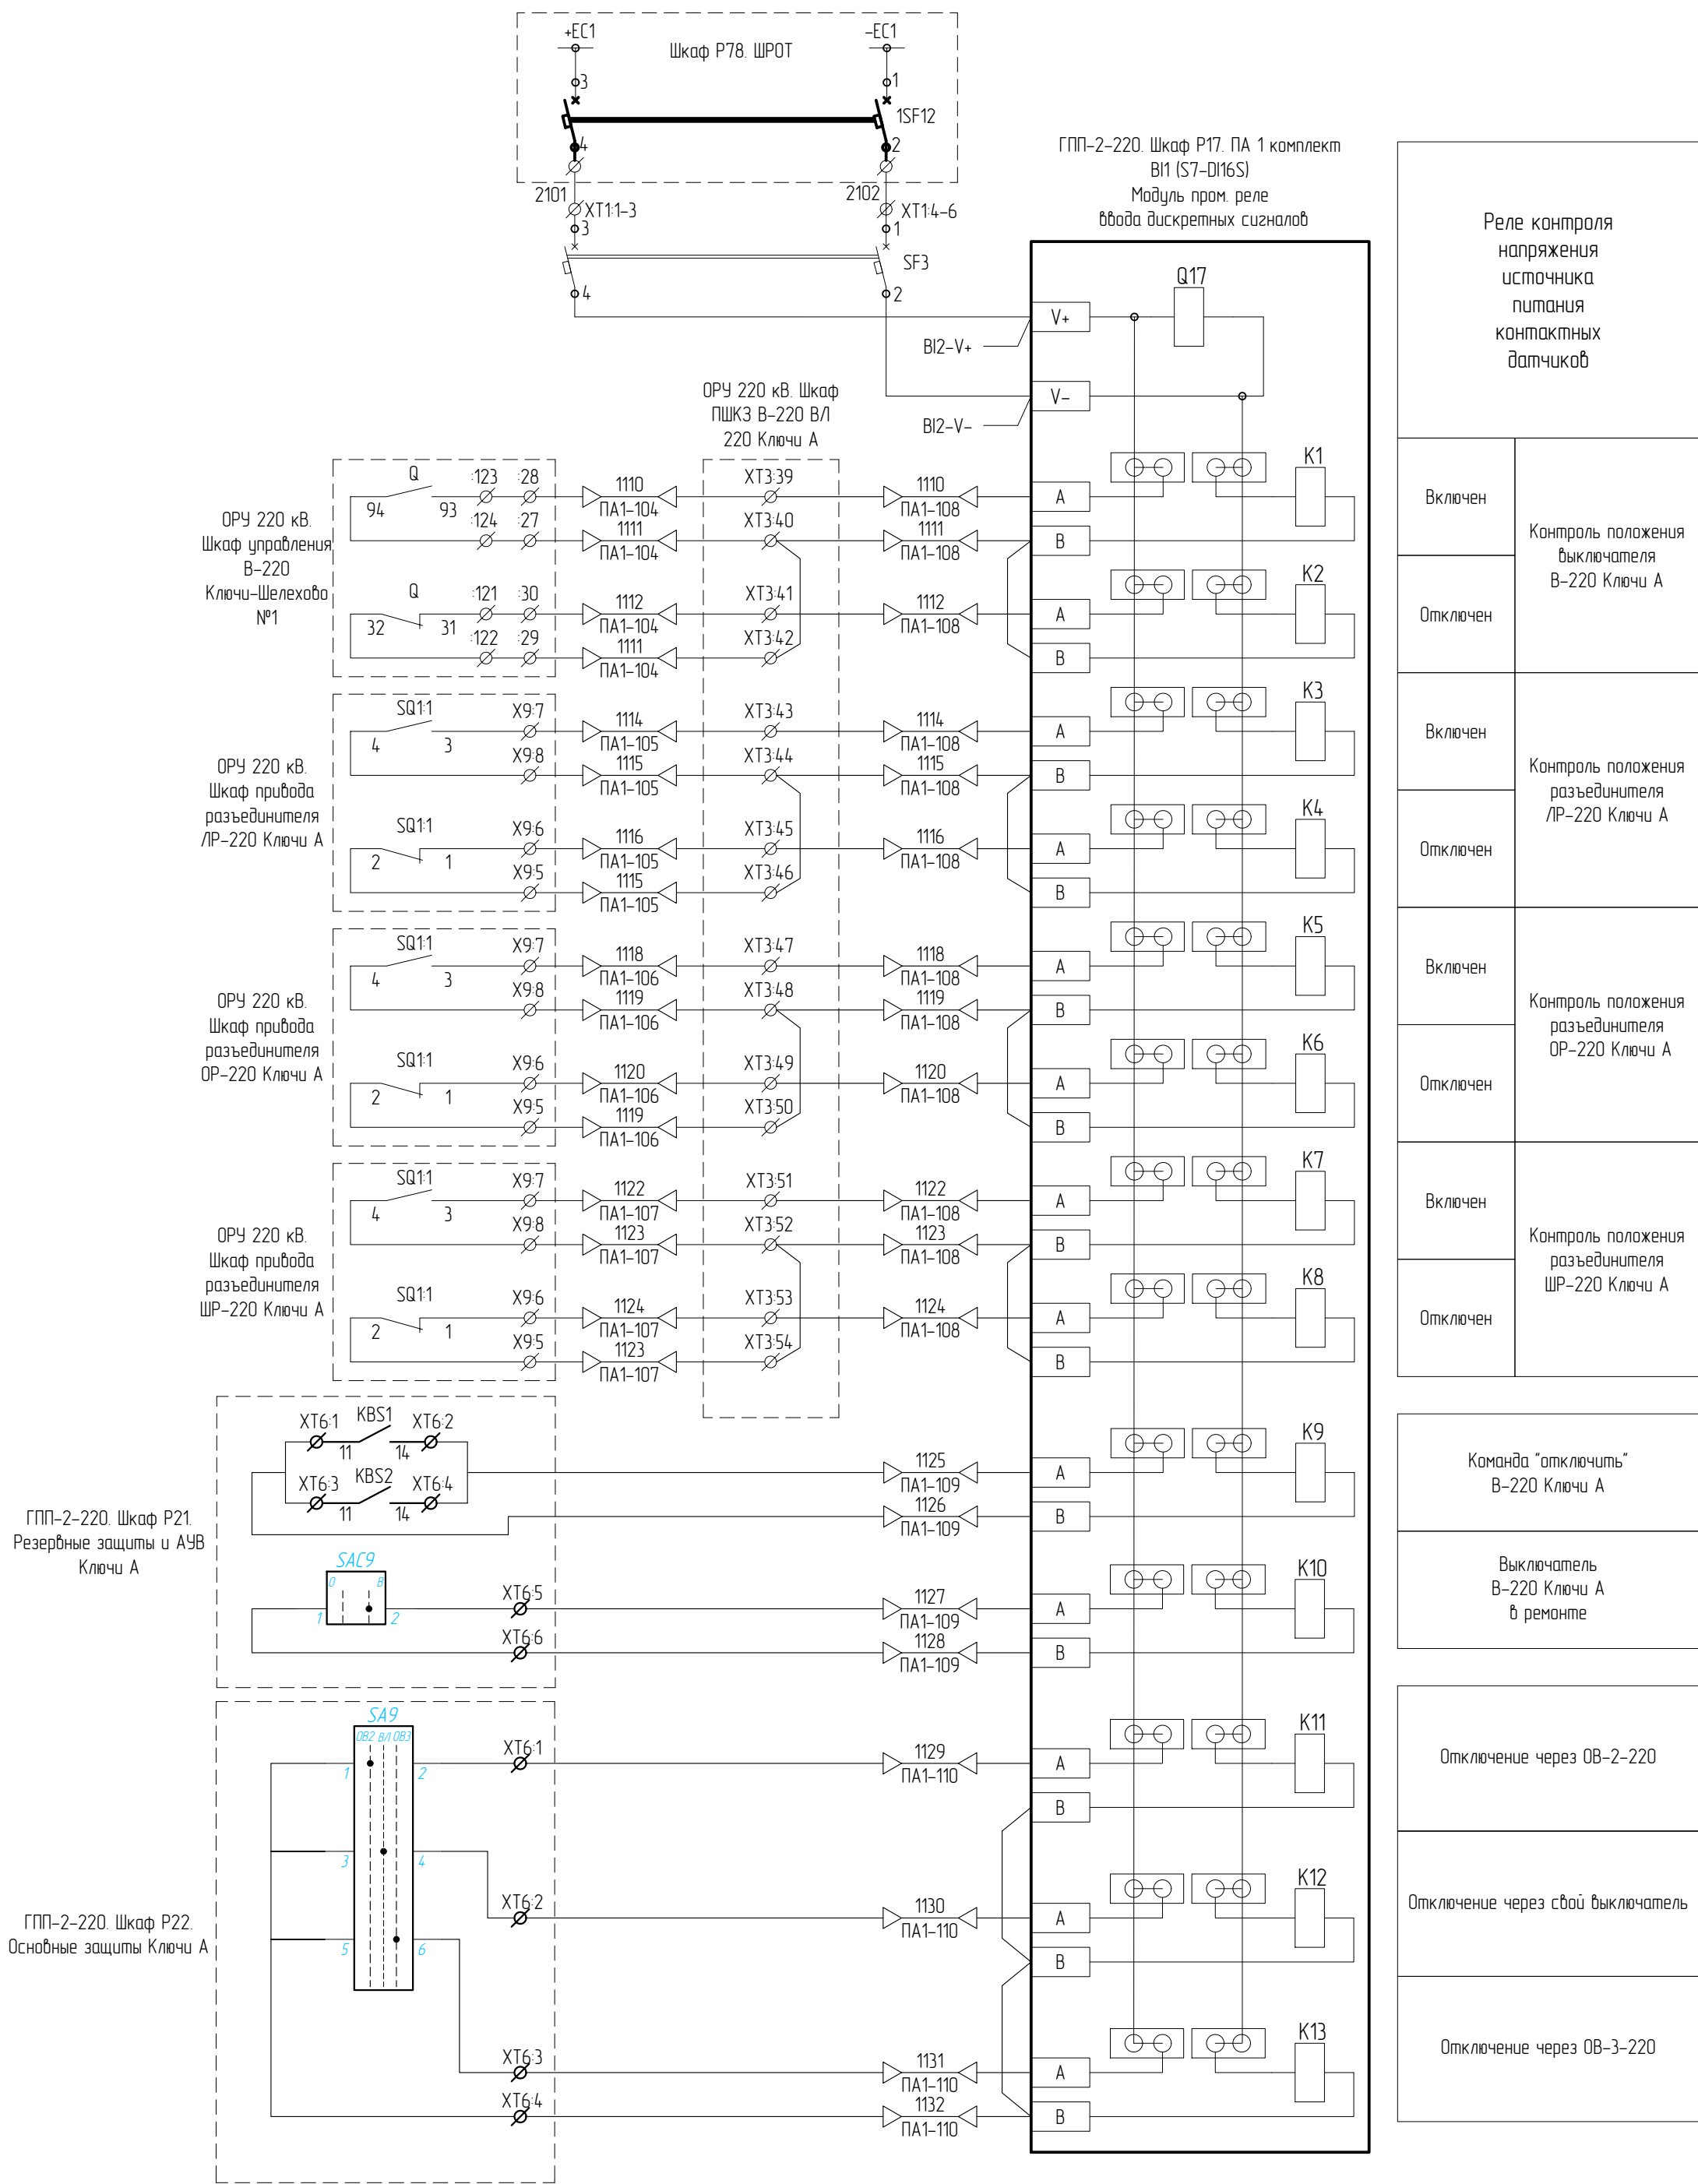 +EC1
-EC1
Шкаф Р78. ШРОТ
3
1
1SF12
4
2
2101
2102
XT1:1-3
XT1:4-6
3
1
SF3
4
2
ГПП-2-220. Шкаф Р17. ПА 1 комплект
BI1 (S7-DI16S)
Модуль пром. реле
ввода дискретных сигналов
Q17
V+
BI2-V+
V-
BI2-V-
Реле контроля
напряжения
источника
питания
контактных
датчиков
ОРУ 220 кВ. Шкаф
ПШКЗ В-220 ВЛ
220 Ключи А
ОРУ 220 кВ.
Шкаф управления
В-220
Ключи-Шелехово
№1
Q
:123
:28
94
93
1110
ПА1-104
XT3:39
1110
ПА1-108
A
K1
:124
:27
1111
ПА1-104
XT3:40
1111
ПА1-108
B
Q
:121
:30
32
31
1112
ПА1-104
XT3:41
1112
ПА1-108
A
K2
:122
:29
1111
ПА1-104
XT3:42
B
Включен
Отключен
Контроль положения
выключателя
В-220 Ключи А
ОРУ 220 кВ.
Шкаф привода
разъединителя
ЛР-220 Ключи А
SQ1:1
X9:7
4
3
1114
ПА1-105
XT3:43
1114
ПА1-108
A
K3
X9:8
1115
ПА1-105
XT3:44
1115
ПА1-108
B
SQ1:1
X9:6
2
1
1116
ПА1-105
XT3:45
1116
ПА1-108
A
K4
X9:5
1115
ПА1-105
XT3:46
B
Включен
Отключен
Контроль положения
разъединителя
ЛР-220 Ключи А
ОРУ 220 кВ.
Шкаф привода
разъединителя
ОР-220 Ключи А
SQ1:1
X9:7
4
3
1118
ПА1-106
XT3:47
1118
ПА1-108
A
K5
X9:8
1119
ПА1-106
XT3:48
1119
ПА1-108
B
SQ1:1
X9:6
2
1
1120
ПА1-106
XT3:49
1120
ПА1-108
A
K6
X9:5
1119
ПА1-106
XT3:50
B
Включен
Отключен
Контроль положения
разъединителя
ОР-220 Ключи А
ОРУ 220 кВ.
Шкаф привода
разъединителя
ШР-220 Ключи А
SQ1:1
X9:7
4
3
1122
ПА1-107
XT3:51
1122
ПА1-108
A
K7
X9:8
1123
ПА1-107
XT3:52
1123
ПА1-108
B
SQ1:1
X9:6
2
1
1124
ПА1-107
XT3:53
1124
ПА1-108
A
K8
X9:5
1123
ПА1-107
XT3:54
B
Включен
Отключен
Контроль положения
разъединителя
ШР-220 Ключи А
ГПП-2-220. Шкаф Р21.
Резервные защиты и АУВ
Ключи А
XT6:1
KBS1
XT6:2
11
14
XT6:3
KBS2
XT6:4
11
14
1125
ПА1-109
A
K9
1126
ПА1-109
B
Команда "отключить"
В-220 Ключи А
SAC9
О
В
1
2
XT6:5
1127
ПА1-109
A
K10
XT6:6
1128
ПА1-109
B
Выключатель
В-220 Ключи А
в ремонте
ГПП-2-220. Шкаф Р22.
Основные защиты Ключи А
SA9
ОВ2 ВЛ ОВ3
1
2
XT6:1
1129
ПА1-110
A
K11
B
Отключение через ОВ-2-220
3
4
XT6:2
1130
ПА1-110
A
K12
B
Отключение через свой выключатель
5
6
XT6:3
1131
ПА1-110
A
K13
XT6:4
1132
ПА1-110
B
Отключение через ОВ-3-220